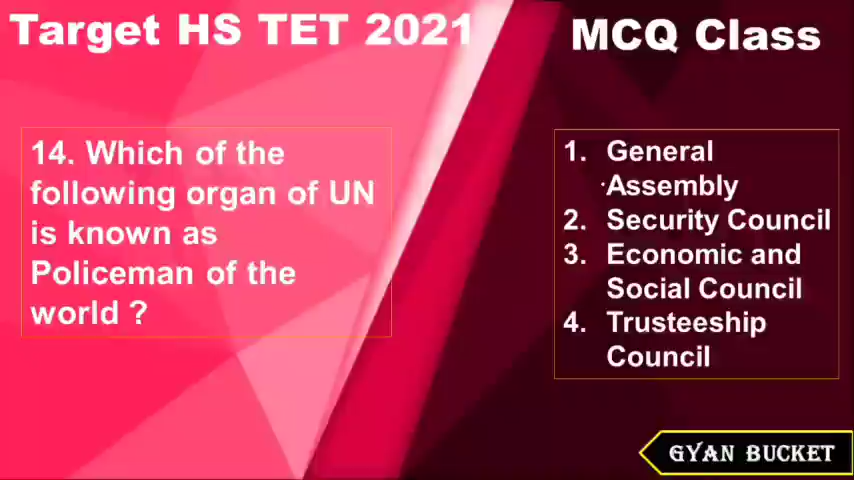 Target HS TET 2021
MCQ Class
14. Which of the
following organ of UN
is known as
Policeman of the
world ?
1. General
Assembly
2. Security Council
3. Economic and
Social Council
4. Trusteeship
Council
GYAN BUCKET